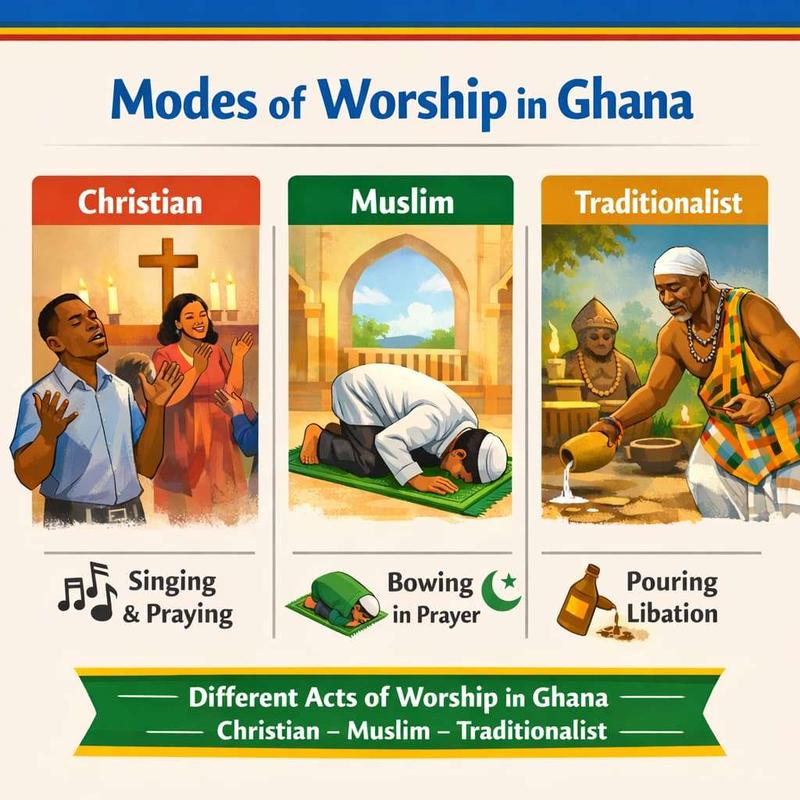 Modes of Worship in Ghana
Christian
Muslim
Traditionalist
Singing
& Praying
Bowing
in Prayer
Pouring
Libation
Different Acts of Worship in Ghana
Christian – Muslim – Traditionalist